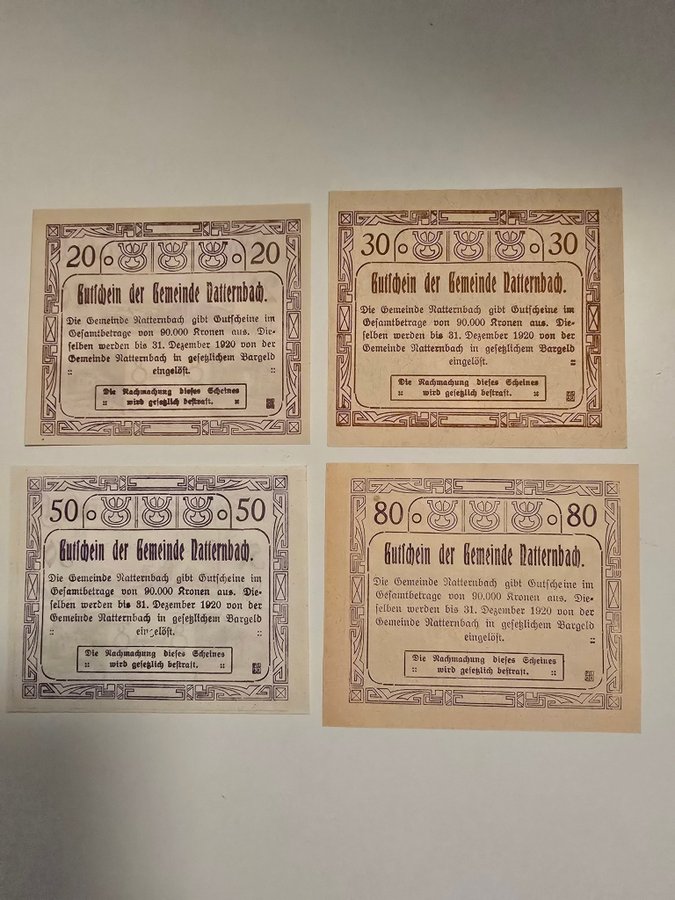 20 20
Gutschein der Gemeinde Natternbach.
Die Gemeinde Natternbach gibt Gutscheine im
Gesamtbetrage von 90.000 Kronen aus. Die-
selben werden bis 31. Dezember 1920 von der
Gemeinde Natternbach in gesetzlichem Bargeld
:: eingelöst. ::
Die Nachmachung dieses Scheines
:: wird gesetzlich bestraft. ::
30 30
Gutschein der Gemeinde Natternbach.
Die Gemeinde Natternbach gibt Gutscheine im
Gesamtbetrage von 90.000 Kronen aus. Die-
selben werden bis 31. Dezember 1920 von der
Gemeinde Natternbach in gesetzlichem Bargeld
:: eingelöst. ::
Die Nachmachung dieses Scheines
:: wird gesetzlich bestraft. ::
50 50
Gutschein der Gemeinde Natternbach.
Die Gemeinde Natternbach gibt Gutscheine im
Gesamtbetrage von 90.000 Kronen aus. Die-
selben werden bis 31. Dezember 1920 von der
Gemeinde Natternbach in gesetzlichem Bargeld
:: eingelöst. ::
Die Nachmachung dieses Scheines
:: wird gesetzlich bestraft. ::
80 80
Gutschein der Gemeinde Natternbach.
Die Gemeinde Natternbach gibt Gutscheine im
Gesamtbetrage von 90.000 Kronen aus. Die-
selben werden bis 31. Dezember 1920 von der
Gemeinde Natternbach in gesetzlichem Bargeld
eingelöst. ::
Die Nachmachung dieses Scheines
:: wird gesetzlich bestraft. ::